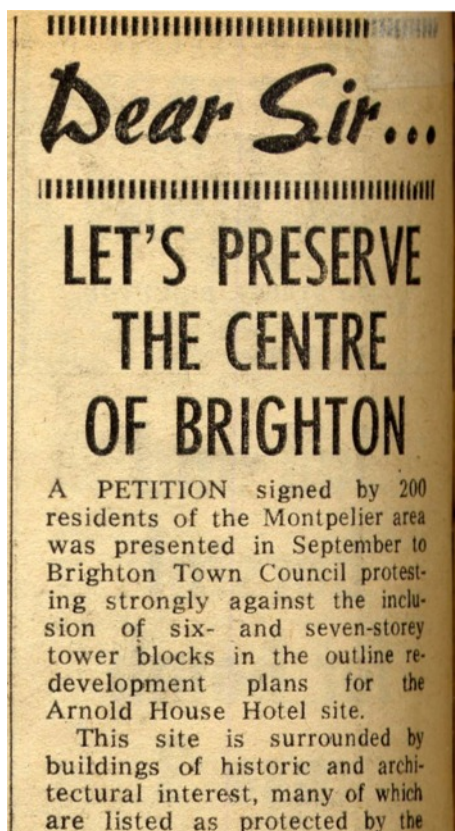 Dear Sir...
LET'S PRESERVE
THE CENTRE
OF BRIGHTON
A PETITION signed by 200
residents of the Montpelier area
was presented in September to
Brighton Town Council protest-
ing strongly against the inclu-
sion of six- and seven-storey
tower blocks in the outline re-
development plans for the
Arnold House Hotel site.
This site is surrounded by
buildings of historic and archi-
tectural interest, many of which
are listed as protected by the